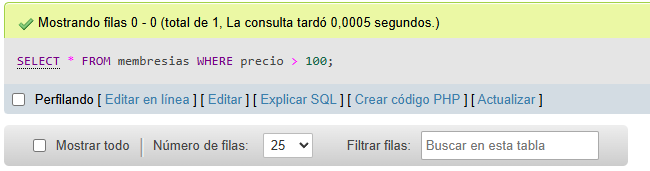 Mostrando filas 0 - 0 (total de 1, La consulta tardó 0,0005 segundos.)
SELECT * FROM membresias WHERE precio > 100;
Perfilando [ Editar en línea ] [ Editar ] [ Explicar SQL ] [ Crear código PHP ] [ Actualizar ]
Mostrar todo | Número de filas: 25 Filtrar filas: Buscar en esta tabla